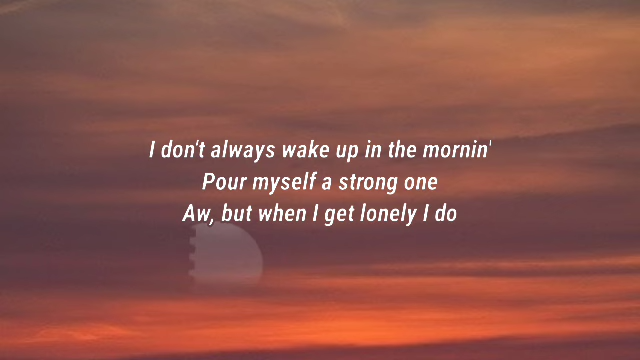 I don't always wake up in the mornin'
Pour myself a strong one
Aw, but when I get lonely I do